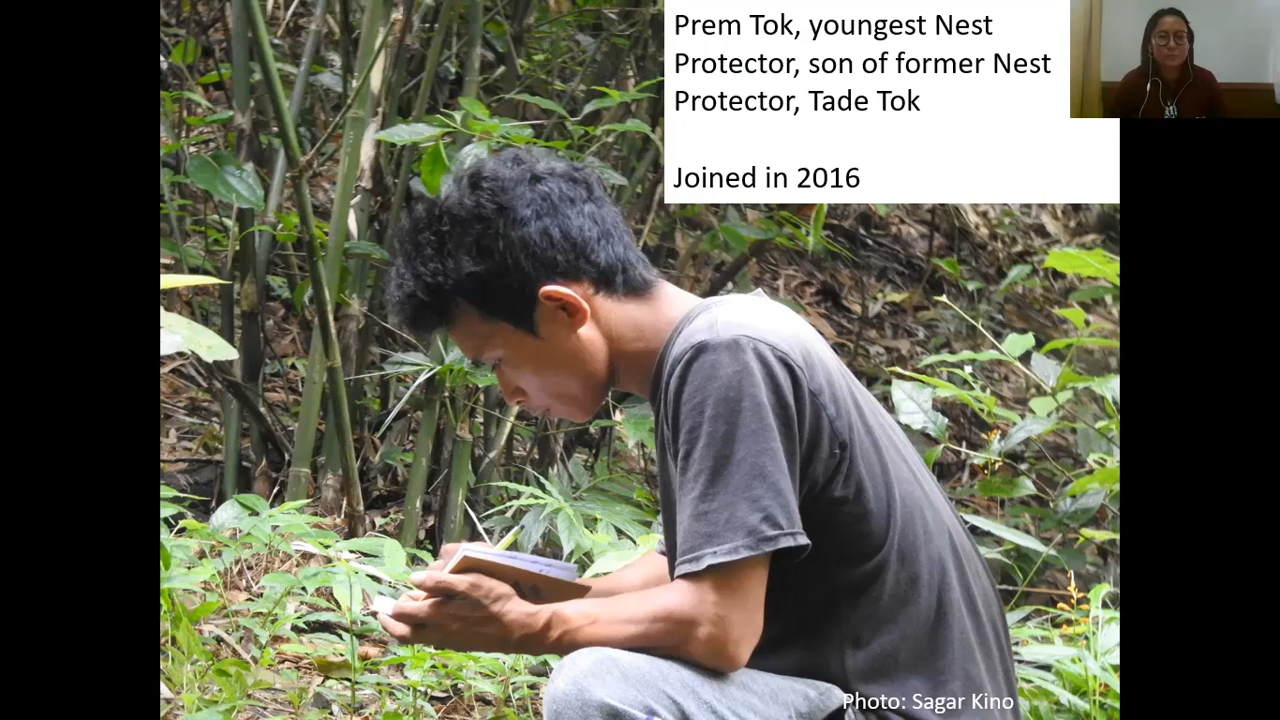 Prem Tok, youngest Nest
Protector, son of former Nest
Protector, Tade Tok
Joined in 2016
Photo: Sagar Kino